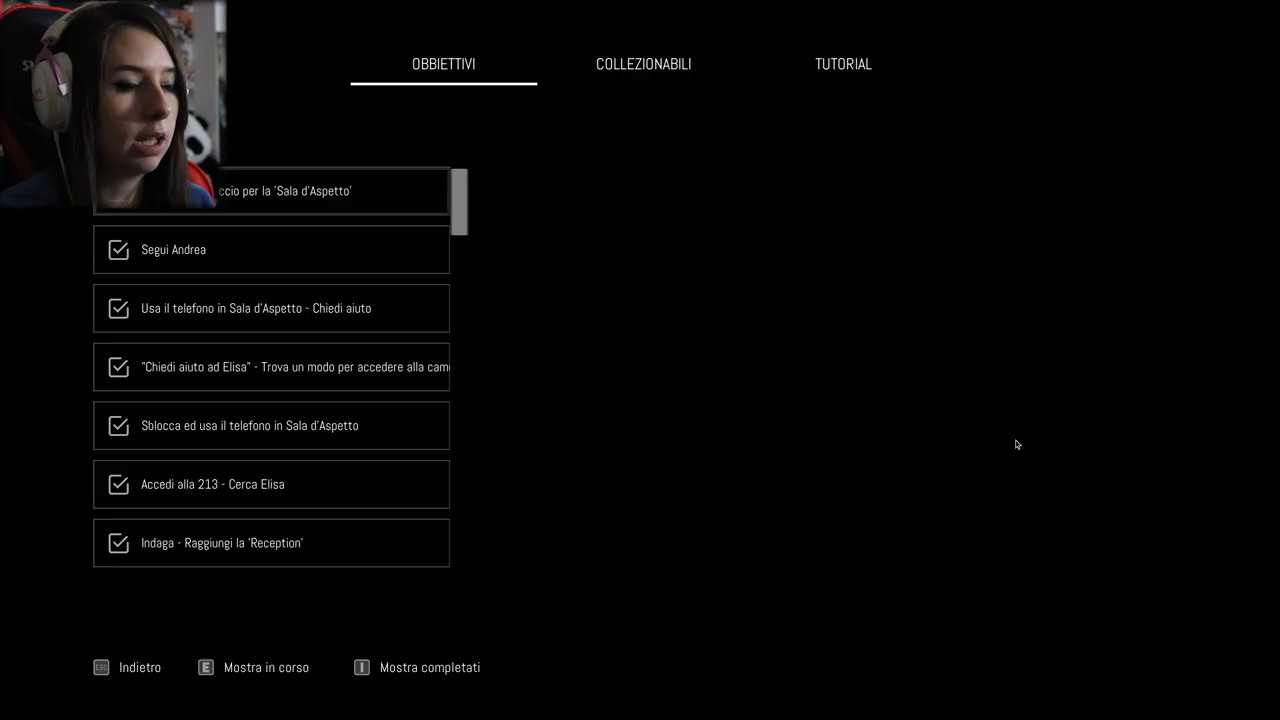 OBBIETTIVI COLLEZIONABILI TUTORIAL
per la 'Sala d'Aspetto'
Segui Andrea
Usa il telefono in Sala d'Aspetto - Chiedi aiuto
"Chiedi aiuto ad Elisa" - Trova un modo per accedere alla
Sblocca ed usa il telefono in Sala d'Aspetto
Accedi alla 213 - Cerca Elisa
Indaga - Raggiungi la 'Reception'
ESC Indietro E Mostra in corso I Mostra completati